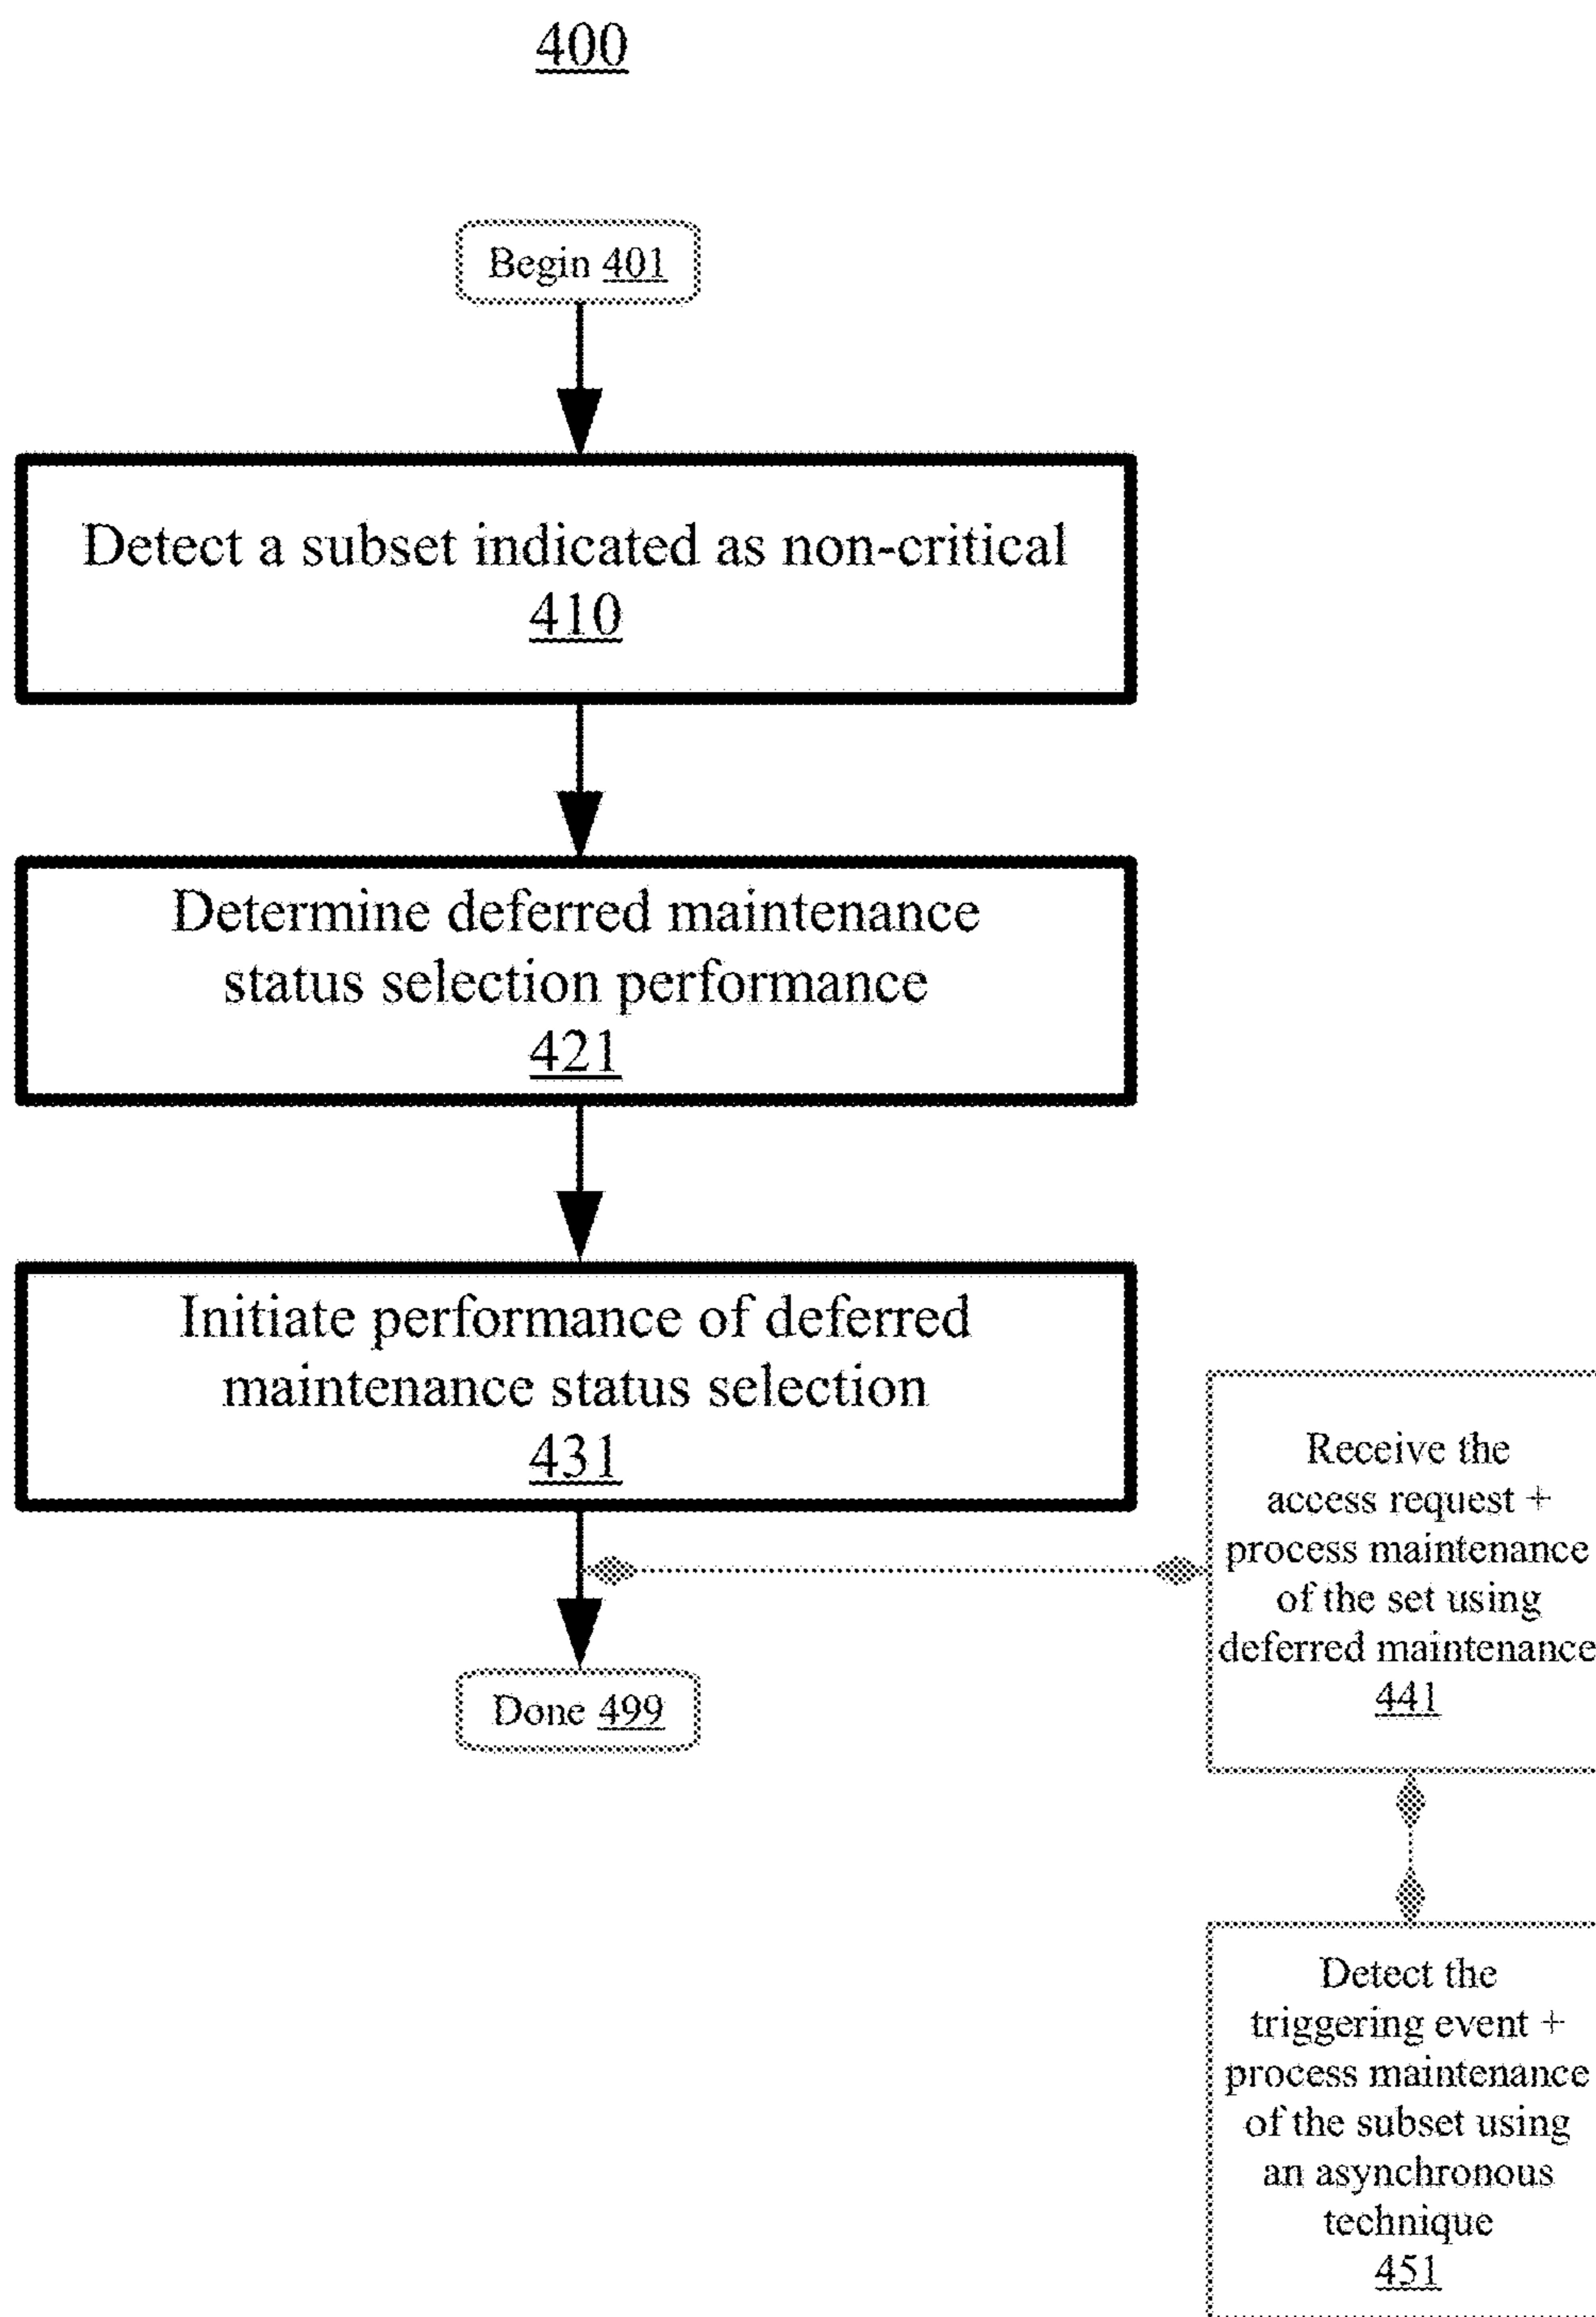 400
Begin 401
Detect a subset indicated as non-critical
410
Determine deferred maintenance
status selection performance
421
Initiate performance of deferred
maintenance status selection
431
Receive the
access request +
process maintenance
of the set using
deferred maintenance
441
Done 499
Detect the
triggering event +
process maintenance
of the subset using
an asynchronous
technique
451